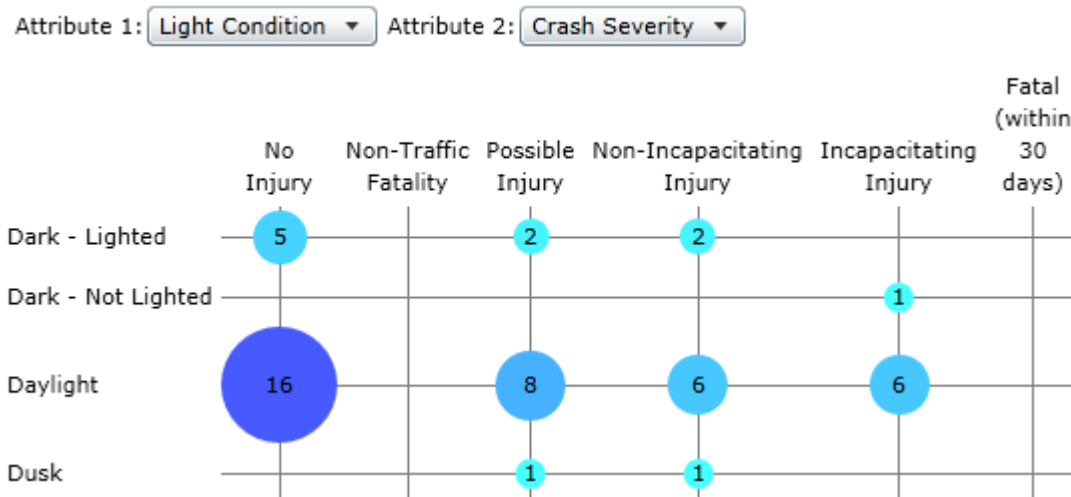 Attribute 1: Light Condition Attribute 2: Crash Severity
Fatal
(within
No Non-Traffic Possible Non-Incapacitating Incapacitating 30
Injury Fatality Injury Injury Injury days)
Dark - Lighted 5 2 2
Dark - Not Lighted 1
Daylight 16 8 6 6
Dusk 1 1